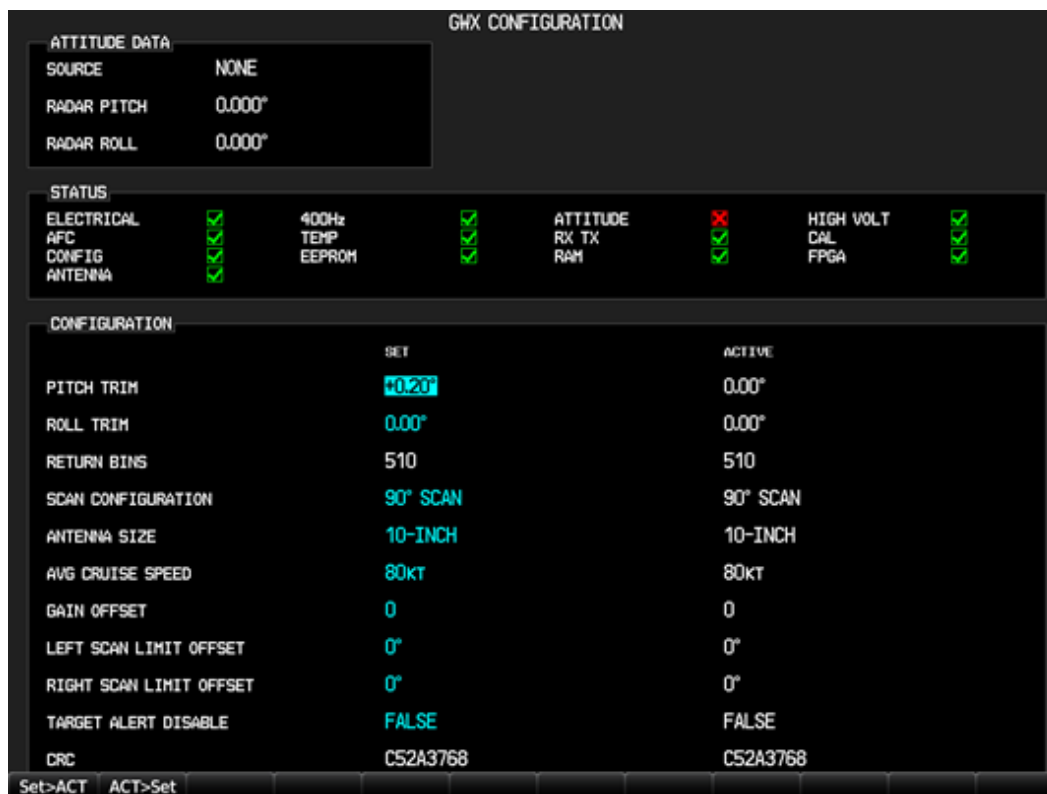 GWX CONFIGURATION
ATTITUDE DATA
SOURCE NONE
RADAR PITCH 0.000°
RADAR ROLL 0.000°
STATUS
ELECTRICAL 400Hz ATTITUDE HIGH VOLT
AFC TEMP RX TX CAL
CONFIG EEPROM RAM FPGA
ANTENNA
CONFIGURATION
SET ACTIVE
PITCH TRIM +0.20° 0.00°
ROLL TRIM 0.00° 0.00°
RETURN BINS 510 510
SCAN CONFIGURATION 90° SCAN 90° SCAN
ANTENNA SIZE 10-INCH 10-INCH
AVG CRUISE SPEED 80KT 80KT
GAIN OFFSET 0 0
LEFT SCAN LIMIT OFFSET 0° 0°
RIGHT SCAN LIMIT OFFSET 0° 0°
TARGET ALERT DISABLE FALSE FALSE
CRC C52A3768 C52A3768
Set>ACT ACT>Set